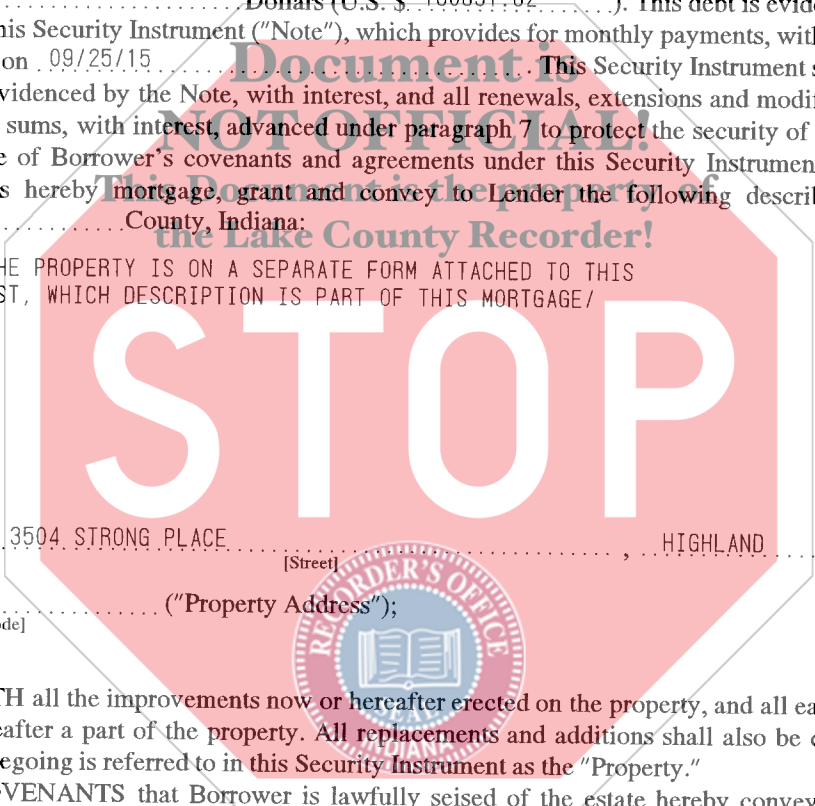 Dollars (U.S. $ ). This debt is evid
his Security Instrument ("Note"), which provides for monthly payments, wit
on 09/25/15 This Security Instrument s
videnced by the Note, with interest, and all renewals, extensions and modif
sums, with interest, advanced under paragraph 7 to protect the security of
e of Borrower's covenants and agreements under this Security Instrumen
s hereby mortgage, grant and convey to Lender the following descri
County, Indiana:
Document is
NOT OFFICIAL!
This Document is the property of
the Lake County Recorder!
HE PROPERTY IS ON A SEPARATE FORM ATTACHED TO THIS
ST, WHICH DESCRIPTION IS PART OF THIS MORTGAGE/
STOP
3504 STRONG PLACE , HIGHLAND
[Street]
("Property Address");
ode]
RECORDER'S OFFICE
SEAL
INDIANA
TH all the improvements now or hereafter erected on the property, and all ea
eafter a part of the property. All replacements and additions shall also be c
egoing is referred to in this Security Instrument as the "Property."
VENANTS that Borrower is lawfully seised of the estate hereby convey